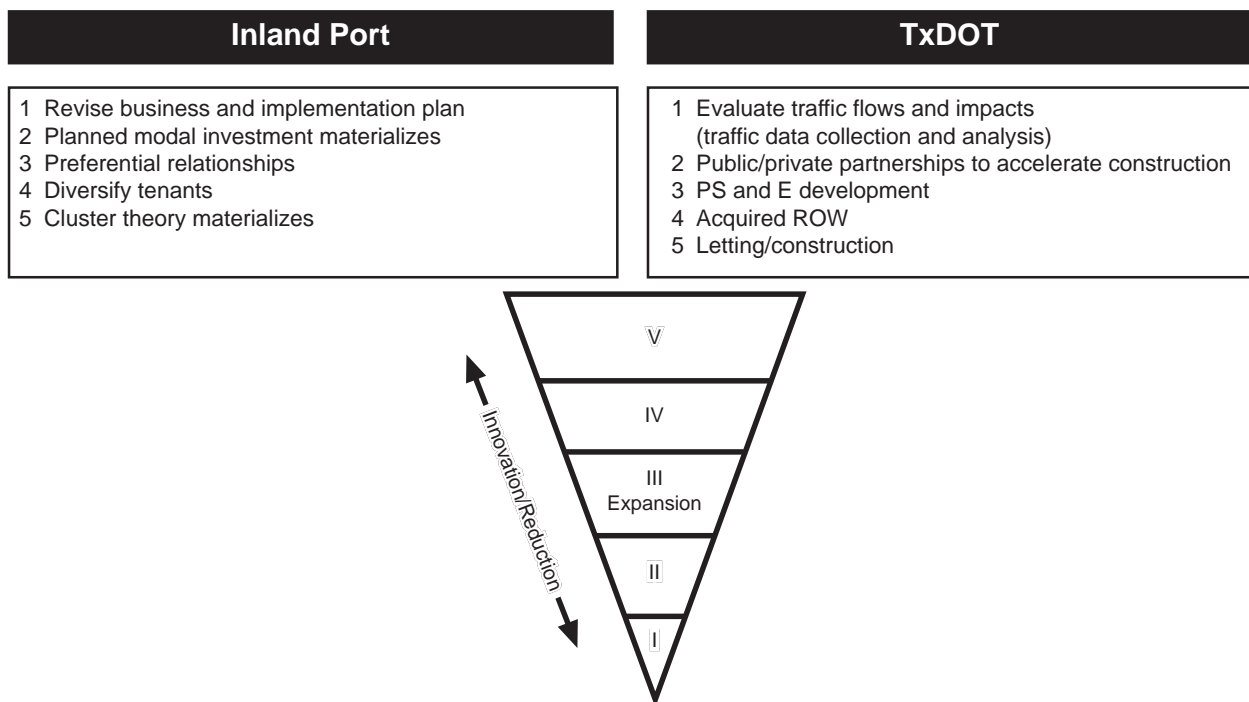 Inland Port
1 Revise business and implementation plan
2 Planned modal investment materializes
3 Preferential relationships
4 Diversify tenants
5 Cluster theory materializes
TxDOT
1 Evaluate traffic flows and impacts
(traffic data collection and analysis)
2 Public/private partnerships to accelerate construction
3 PS and E development
4 Acquired ROW
5 Letting/construction
V
IV
III
Expansion
II
I
Innovation/Reduction